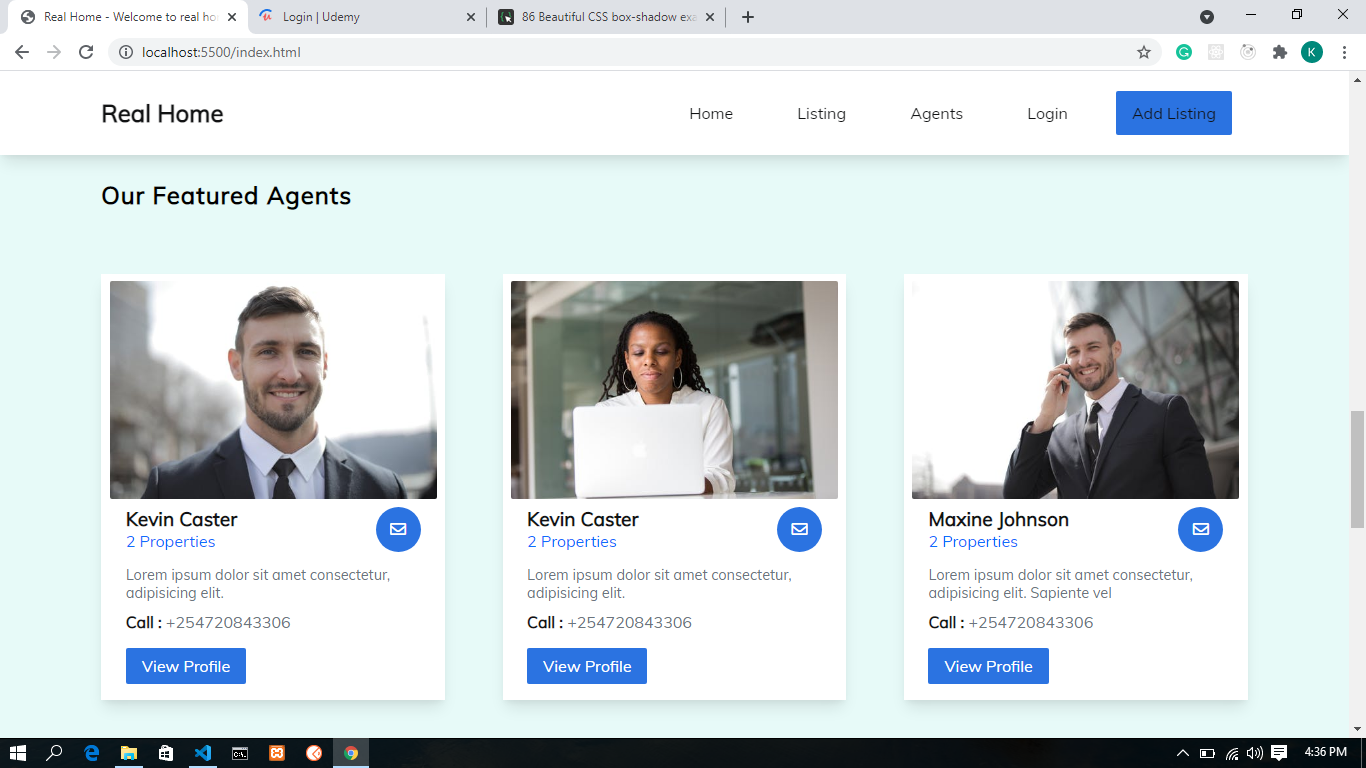 Real Home - Welcome to real ho
Login | Udemy
86 Beautiful CSS box-shadow exa
localhost:5500/index.html
K
Real Home
Home
Listing
Agents
Login
Add Listing
Our Featured Agents
Kevin Caster
2 Properties
Lorem ipsum dolor sit amet consectetur,
adipisicing elit.
Call : +254720843306
View Profile
Kevin Caster
2 Properties
Lorem ipsum dolor sit amet consectetur,
adipisicing elit.
Call : +254720843306
View Profile
Maxine Johnson
2 Properties
Lorem ipsum dolor sit amet consectetur,
adipisicing elit. Sapiente vel
Call : +254720843306
View Profile
4:36 PM